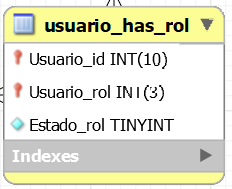 usuario_has_rol
Usuario_id INT(10)
Usuario_rol INT(3)
Estado_rol TINYINT
Indexes